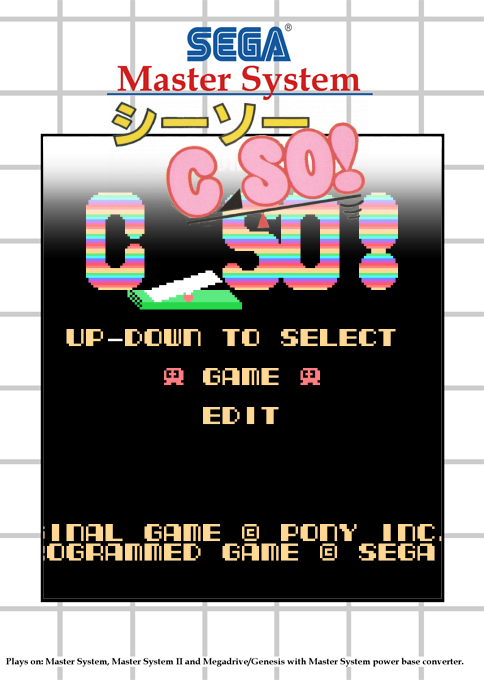 SEGA®
Master System
シーソー
C SO!
C SO!
UP-DOWN TO SELECT
GAME
EDIT
INAL GAME © PONY INC.
OGRAMMED GAME © SEGA
Plays on: Master System, Master System II and Megadrive/Genesis with Master System power base converter.